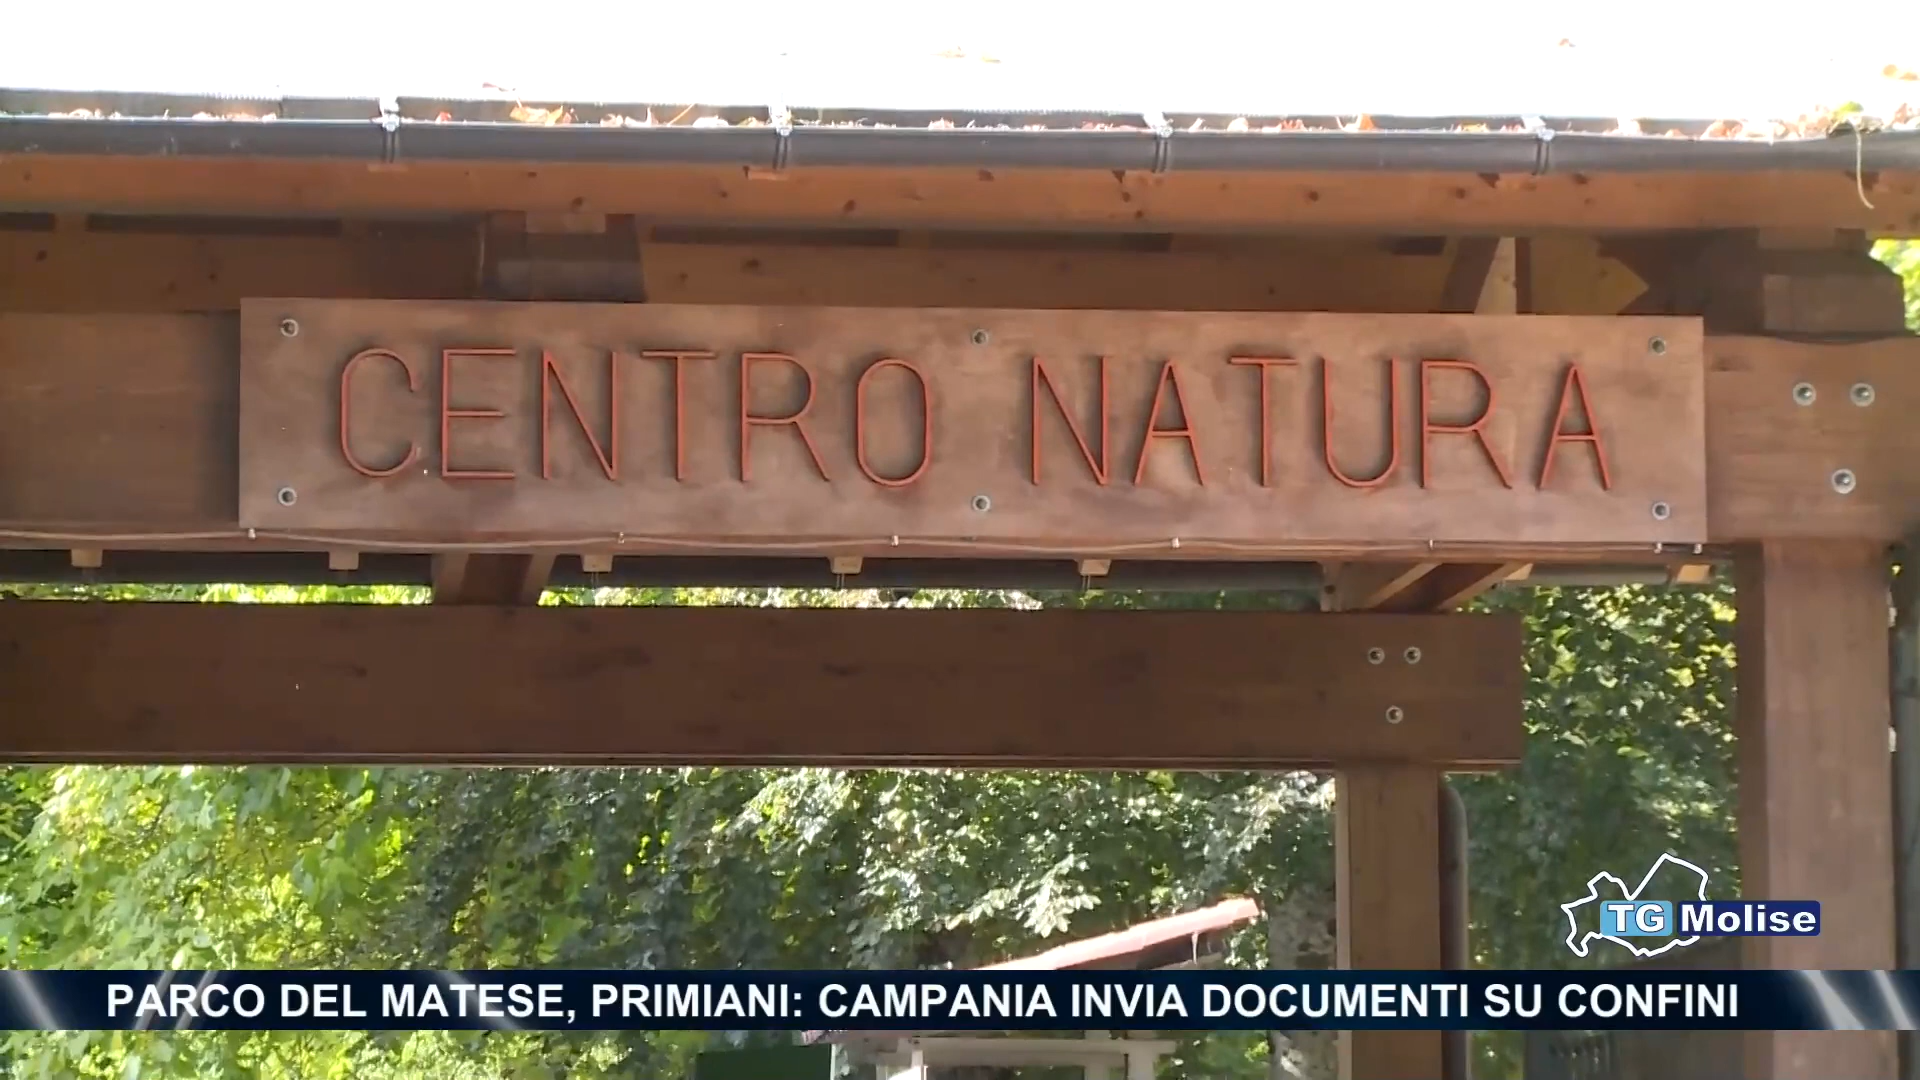 CENTRO NATURA
TG Molise
PARCO DEL MATESE, PRIMIANI: CAMPANIA INVIA DOCUMENTI SU CONFINI